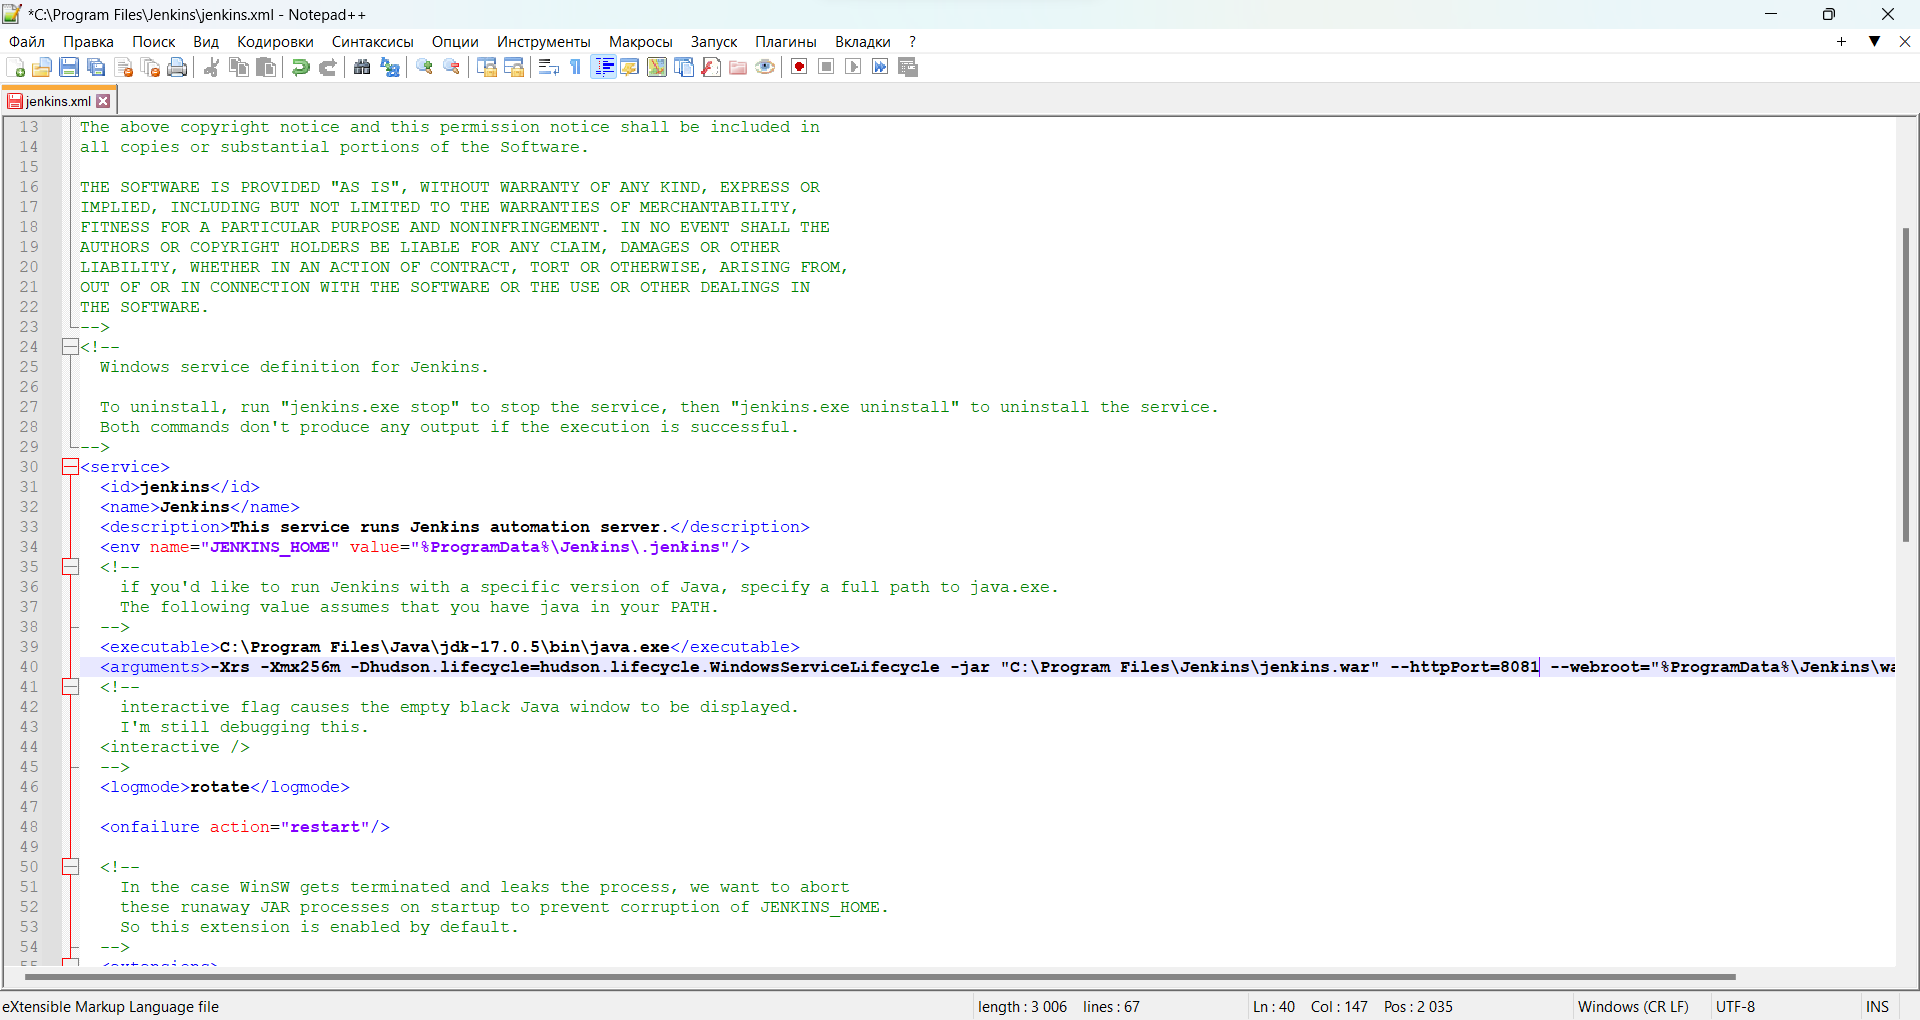 *C:\Program Files\Jenkins\jenkins.xml - Notepad++
Файл Правка Поиск Вид Кодировки Синтаксисы Опции Инструменты Макросы Запуск Плагины Вкладки ?
jenkins.xml
13 The above copyright notice and this permission notice shall be included in
14 all copies or substantial portions of the Software.
15
16 THE SOFTWARE IS PROVIDED "AS IS", WITHOUT WARRANTY OF ANY KIND, EXPRESS OR
17 IMPLIED, INCLUDING BUT NOT LIMITED TO THE WARRANTIES OF MERCHANTABILITY,
18 FITNESS FOR A PARTICULAR PURPOSE AND NONINFRINGEMENT. IN NO EVENT SHALL THE
19 AUTHORS OR COPYRIGHT HOLDERS BE LIABLE FOR ANY CLAIM, DAMAGES OR OTHER
20 LIABILITY, WHETHER IN AN ACTION OF CONTRACT, TORT OR OTHERWISE, ARISING FROM,
21 OUT OF OR IN CONNECTION WITH THE SOFTWARE OR THE USE OR OTHER DEALINGS IN
22 THE SOFTWARE.
23 -->
24 <!--
25 Windows service definition for Jenkins.
26
27 To uninstall, run "jenkins.exe stop" to stop the service, then "jenkins.exe uninstall" to uninstall the service.
28 Both commands don't produce any output if the execution is successful.
29 -->
30 <service>
31 <id>jenkins</id>
32 <name>Jenkins</name>
33 <description>This service runs Jenkins automation server.</description>
34 <env name="JENKINS_HOME" value="%ProgramData%\Jenkins\.jenkins"/>
35 <!--
36 if you'd like to run Jenkins with a specific version of Java, specify a full path to java.exe.
37 The following value assumes that you have java in your PATH.
38 -->
39 <executable>C:\Program Files\Java\jdk-17.0.5\bin\java.exe</executable>
40 <arguments>-Xrs -Xmx256m -Dhudson.lifecycle=hudson.lifecycle.WindowsServiceLifecycle -jar "C:\Program Files\Jenkins\jenkins.war" --httpPort=8081 --webroot="%ProgramData%\Jenkins\wa
41 <!--
42 interactive flag causes the empty black Java window to be displayed.
43 I'm still debugging this.
44 <interactive />
45 -->
46 <logmode>rotate</logmode>
47
48 <onfailure action="restart"/>
49
50 <!--
51 In the case WinSW gets terminated and leaks the process, we want to abort
52 these runaway JAR processes on startup to prevent corruption of JENKINS_HOME.
53 So this extension is enabled by default.
54 -->
55 <extensions>
eXtensible Markup Language file length : 3 006 lines : 67 Ln : 40 Col : 147 Pos : 2 035 Windows (CR LF) UTF-8 INS